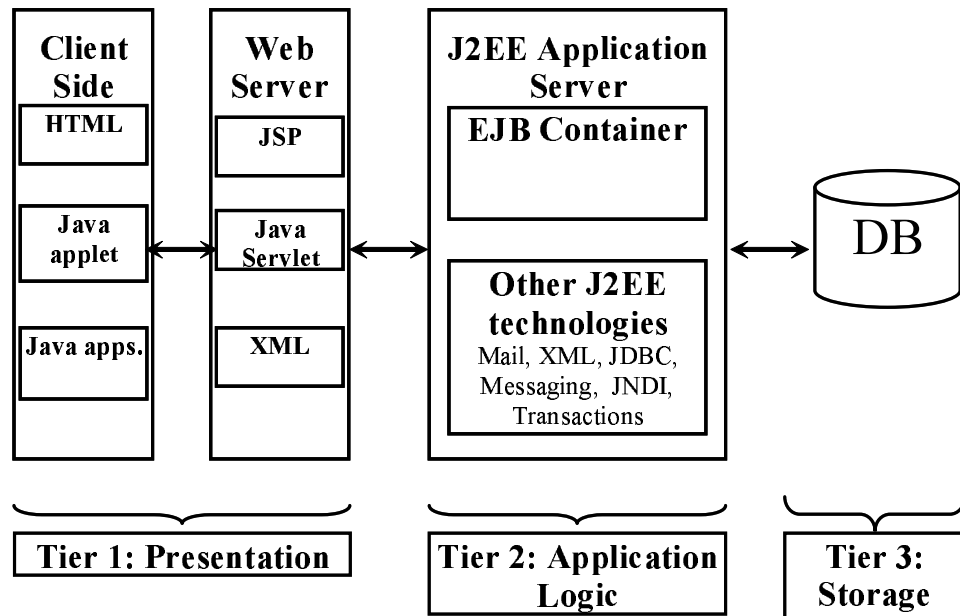 Client
Side
HTML
Java
applet
Java apps.
Web
Server
JSP
Java
Servlet
XML
J2EE Application
Server
EJB Container
Other J2EE
technologies
Mail, XML, JDBC,
Messaging, JNDI,
Transactions
DB
Tier 1: Presentation
Tier 2: Application
Logic
Tier 3:
Storage